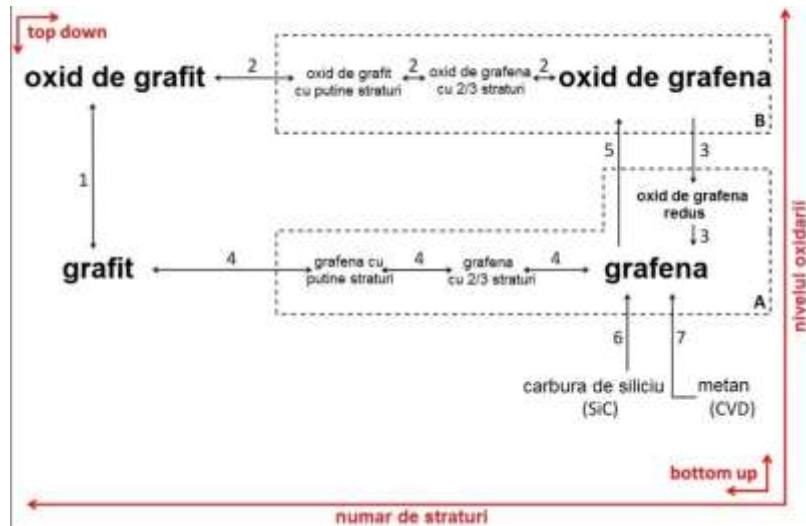 top down
oxid de grafit
2
oxid de grafit
cu putine straturi
2
oxid de grafena
cu 2/3 straturi
2
oxid de grafena
B
1
5
3
oxid de grafena
redus
3
grafit
4
grafena cu
putine straturi
4
grafena
cu 2/3 straturi
4
grafena
A
6
7
carbura de siliciu
(SiC)
metan
(CVD)
bottom up
numar de straturi
nivelul oxidarii